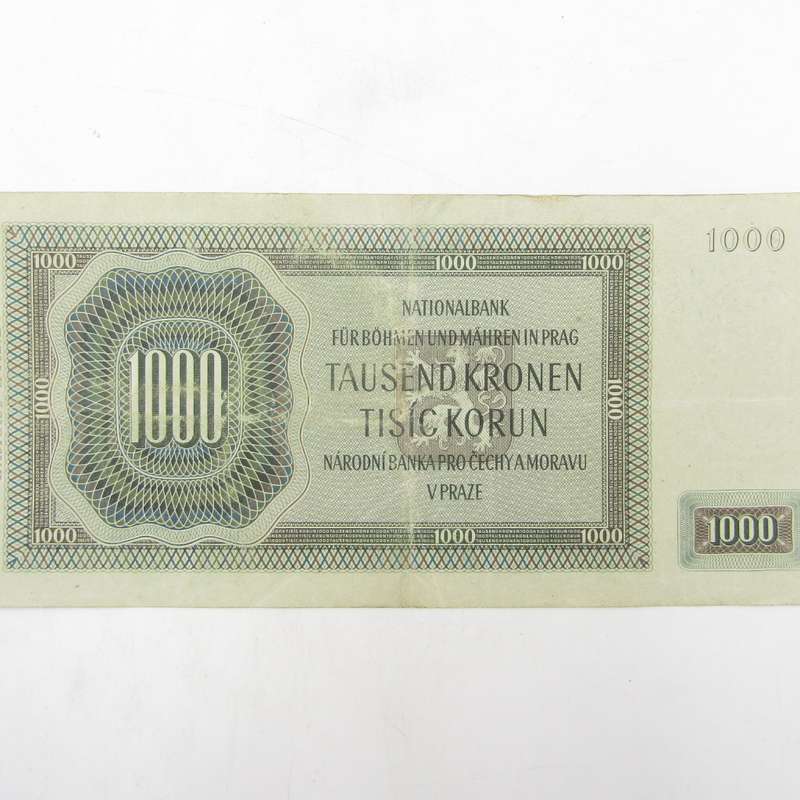 1000
1000 1000 1000
NATIONALBANK
FÜR BÖHMEN UND MÄHREN IN PRAG
1000
TAUSEND KRONEN
1000 1000
TISÍC KORUN
NÁRODNÍ BANKA PRO ČECHY A MORAVU
V PRAZE
1000 1000 1000
1000